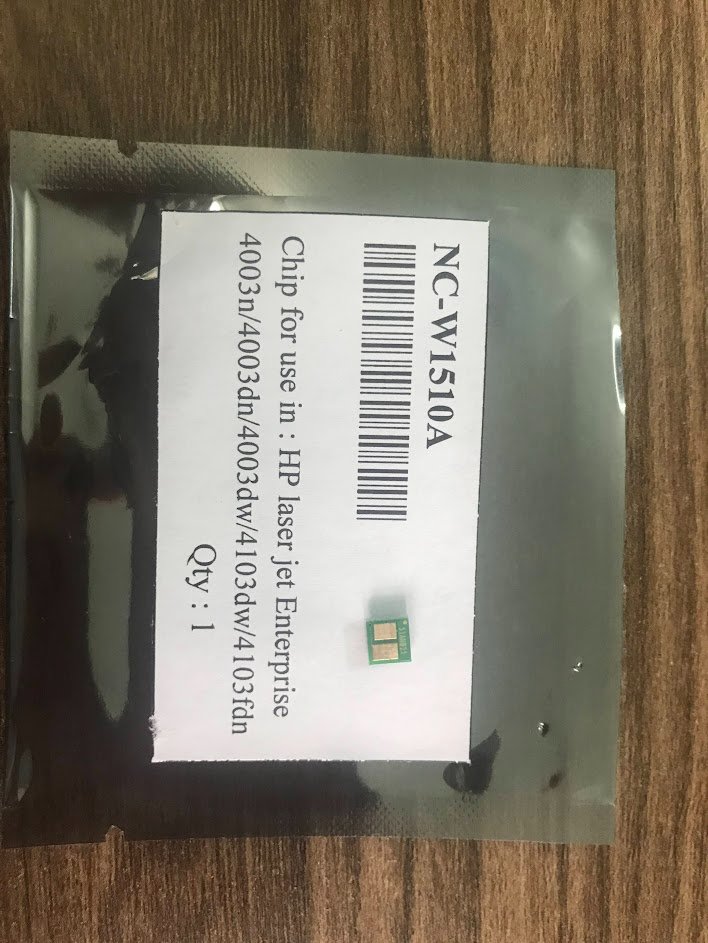 NC-W1510A
Chip for use in : HP laser jet Enterprise
4003n/4003dn/4003dw/4103dw/4103fdn
Qty : 1